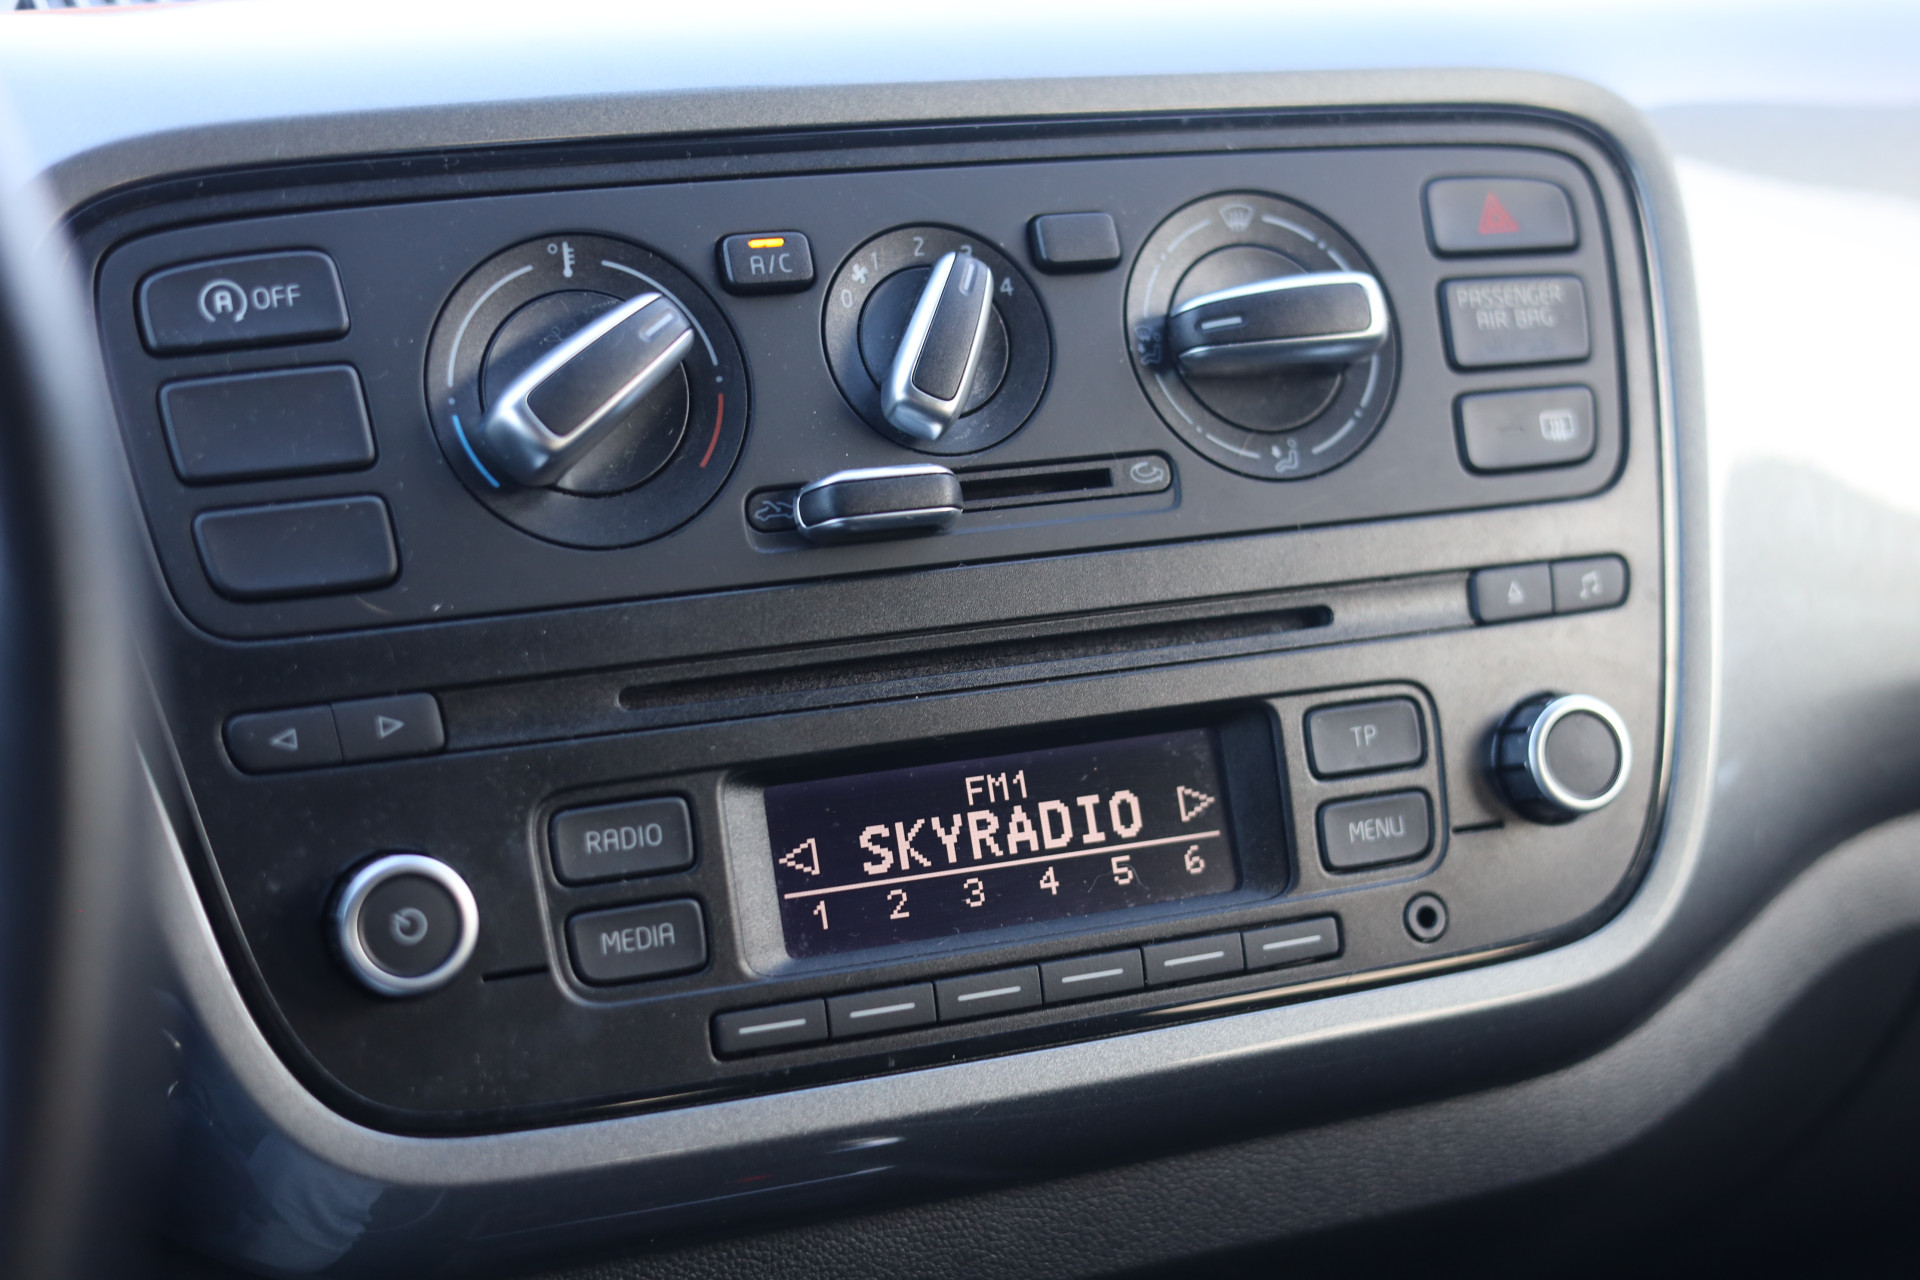 A OFF
A/C
0 1 2 3 4
PASSENGER
AIR BAG
TP
MENU
RADIO
MEDIA
FM1
SKYRADIO
1 2 3 4 5 6